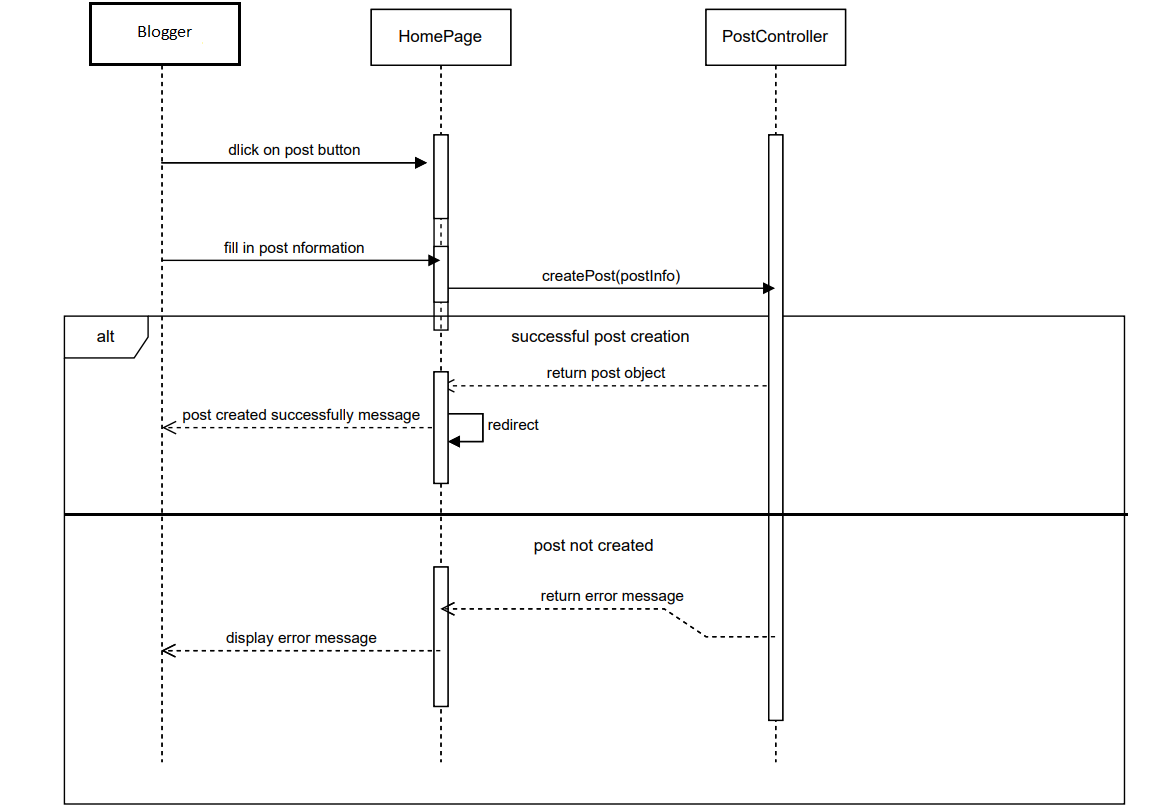 Blogger
HomePage
PostController
dlick on post button
fill in post nformation
createPost(postInfo)
alt
successful post creation
return post object
post created successfully message
redirect
post not created
return error message
display error message